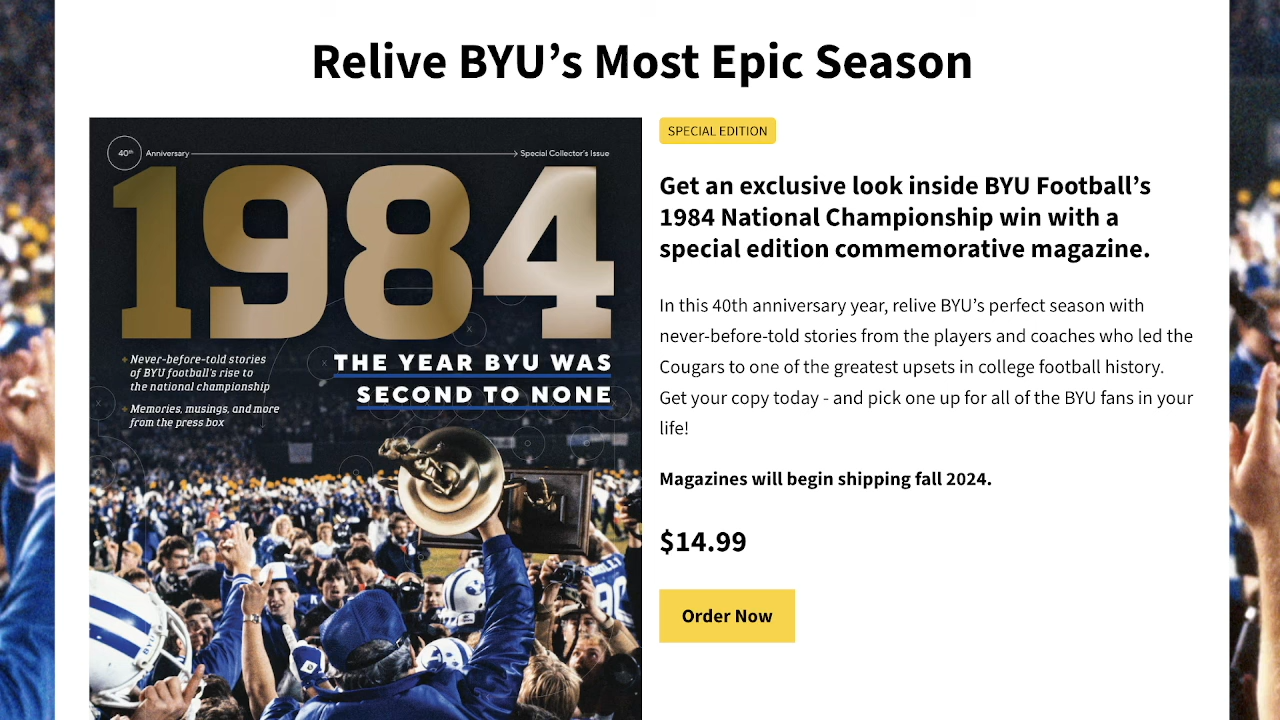 Relive BYU’s Most Epic Season
40th Anniversary Special Collector's Issue
1984
Never-before-told stories
of BYU football's rise to
the national championship
Memories, musings, and more
from the press box
THE YEAR BYU WAS
SECOND TO NONE
BYU
SPECIAL EDITION
Get an exclusive look inside BYU Football’s
1984 National Championship win with a
special edition commemorative magazine.
In this 40th anniversary year, relive BYU’s perfect season with
never-before-told stories from the players and coaches who led the
Cougars to one of the greatest upsets in college football history.
Get your copy today - and pick one up for all of the BYU fans in your
life!
Magazines will begin shipping fall 2024.
$14.99
Order Now